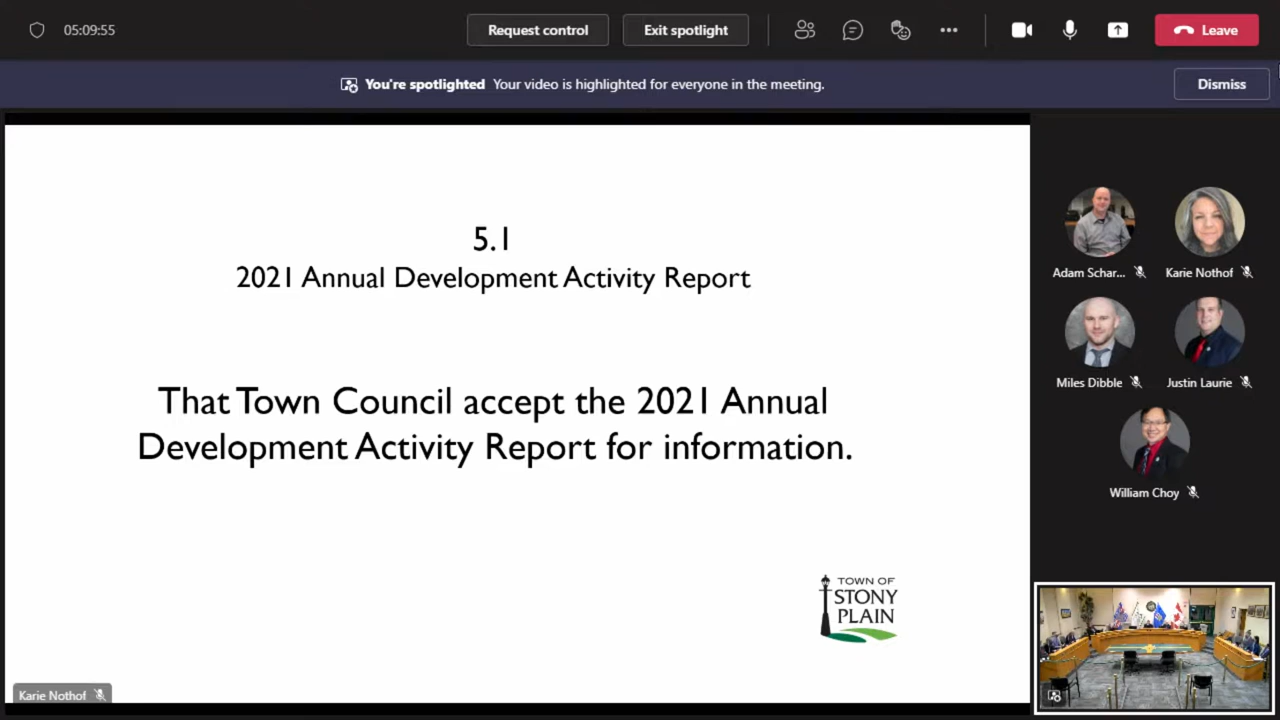 05:09:55
Request control
Exit spotlight
Leave
You're spotlighted Your video is highlighted for everyone in the meeting.
Dismiss
5.1
2021 Annual Development Activity Report
That Town Council accept the 2021 Annual
Development Activity Report for information.
TOWN OF
STONY
PLAIN
Karie Nothof
Adam Schar...
Karie Nothof
Miles Dibble
Justin Laurie
William Choy